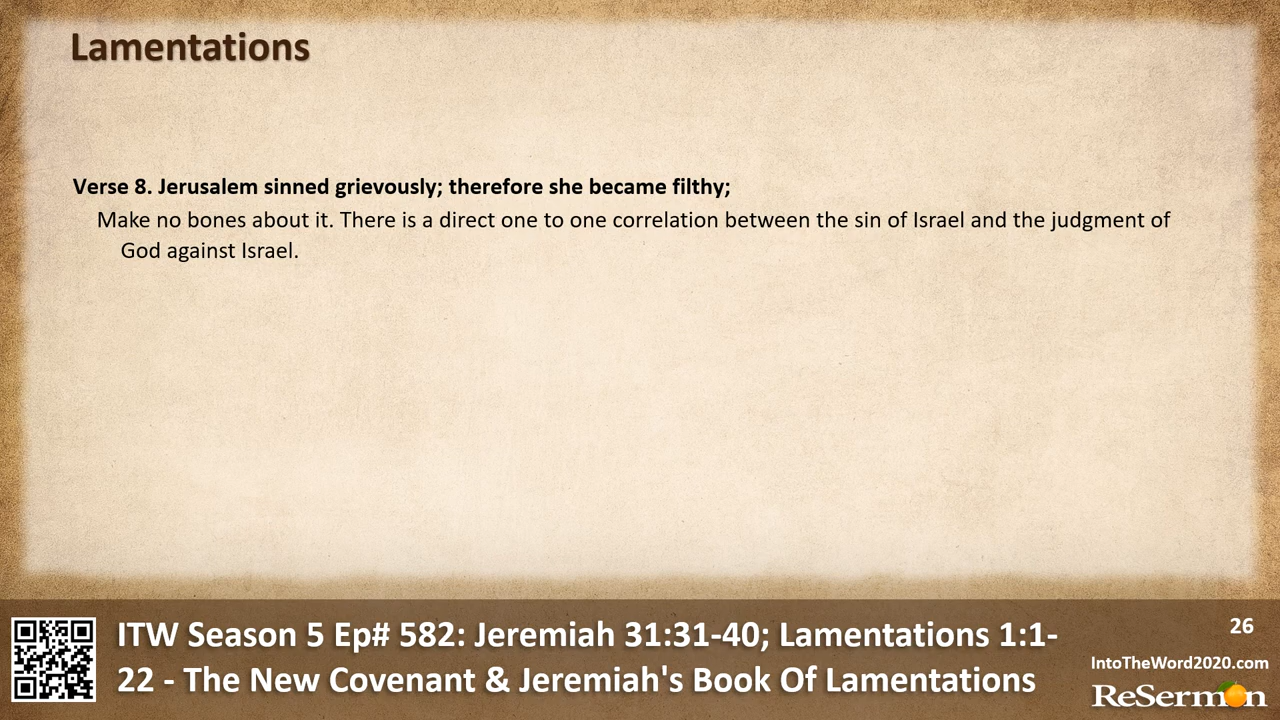 Lamentations
Verse 8. Jerusalem sinned grievously; therefore she became filthy;
Make no bones about it. There is a direct one to one correlation between the sin of Israel and the judgment of
God against Israel.
ITW Season 5 Ep# 582: Jeremiah 31:31-40; Lamentations 1:1-
22 - The New Covenant & Jeremiah's Book Of Lamentations
26
IntoTheWord2020.com
ReSermon